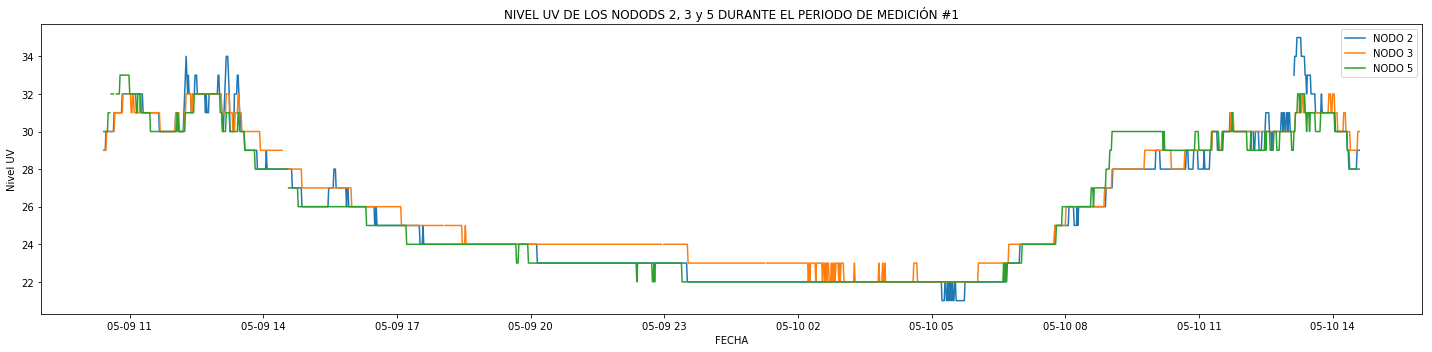 NIVEL UV DE LOS NODODS 2, 3 y 5 DURANTE EL PERIODO DE MEDICIÓN #1
NODO 2
NODO 3
NODO 5
Nivel UV
34
32
30
28
26
24
22
05-09 11
05-09 14
05-09 17
05-09 20
05-09 23
05-10 02
05-10 05
05-10 08
05-10 11
05-10 14
FECHA